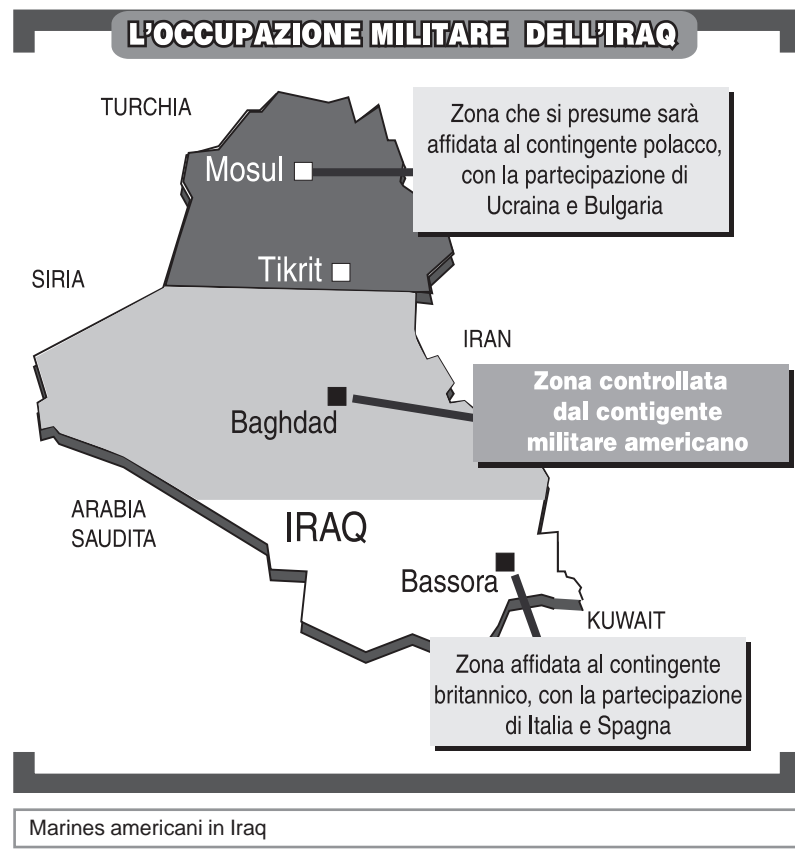 L'OCCUPAZIONE MILITARE DELL'IRAQ
TURCHIA
Zona che si presume sarà
affidata al contingente polacco,
con la partecipazione di
Ucraina e Bulgaria
Mosul
Tikrit
SIRIA
IRAN
Zona controllata
dal contigente
militare americano
Baghdad
ARABIA
SAUDITA
IRAQ
Bassora
KUWAIT
Zona affidata al contingente
britannico, con la partecipazione
di Italia e Spagna
Marines americani in Iraq